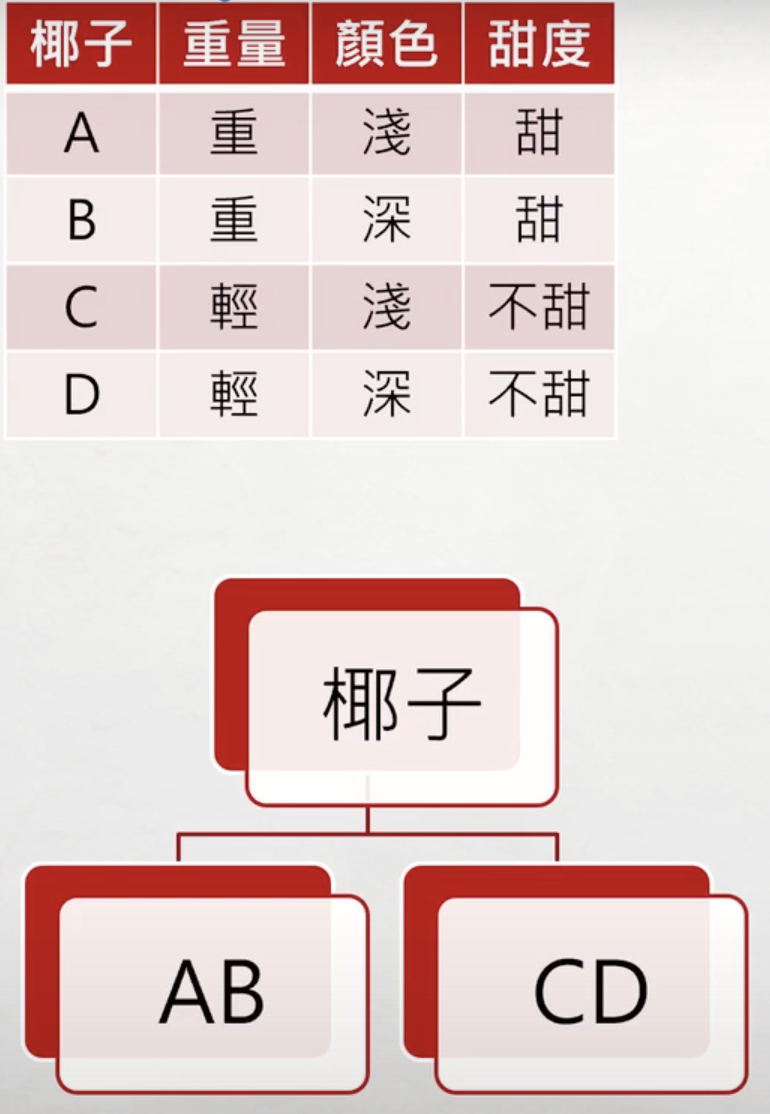 椰子 重量 顏色 甜度
A 重 淺 甜
B 重 深 甜
C 輕 淺 不甜
D 輕 深 不甜
椰子
AB CD